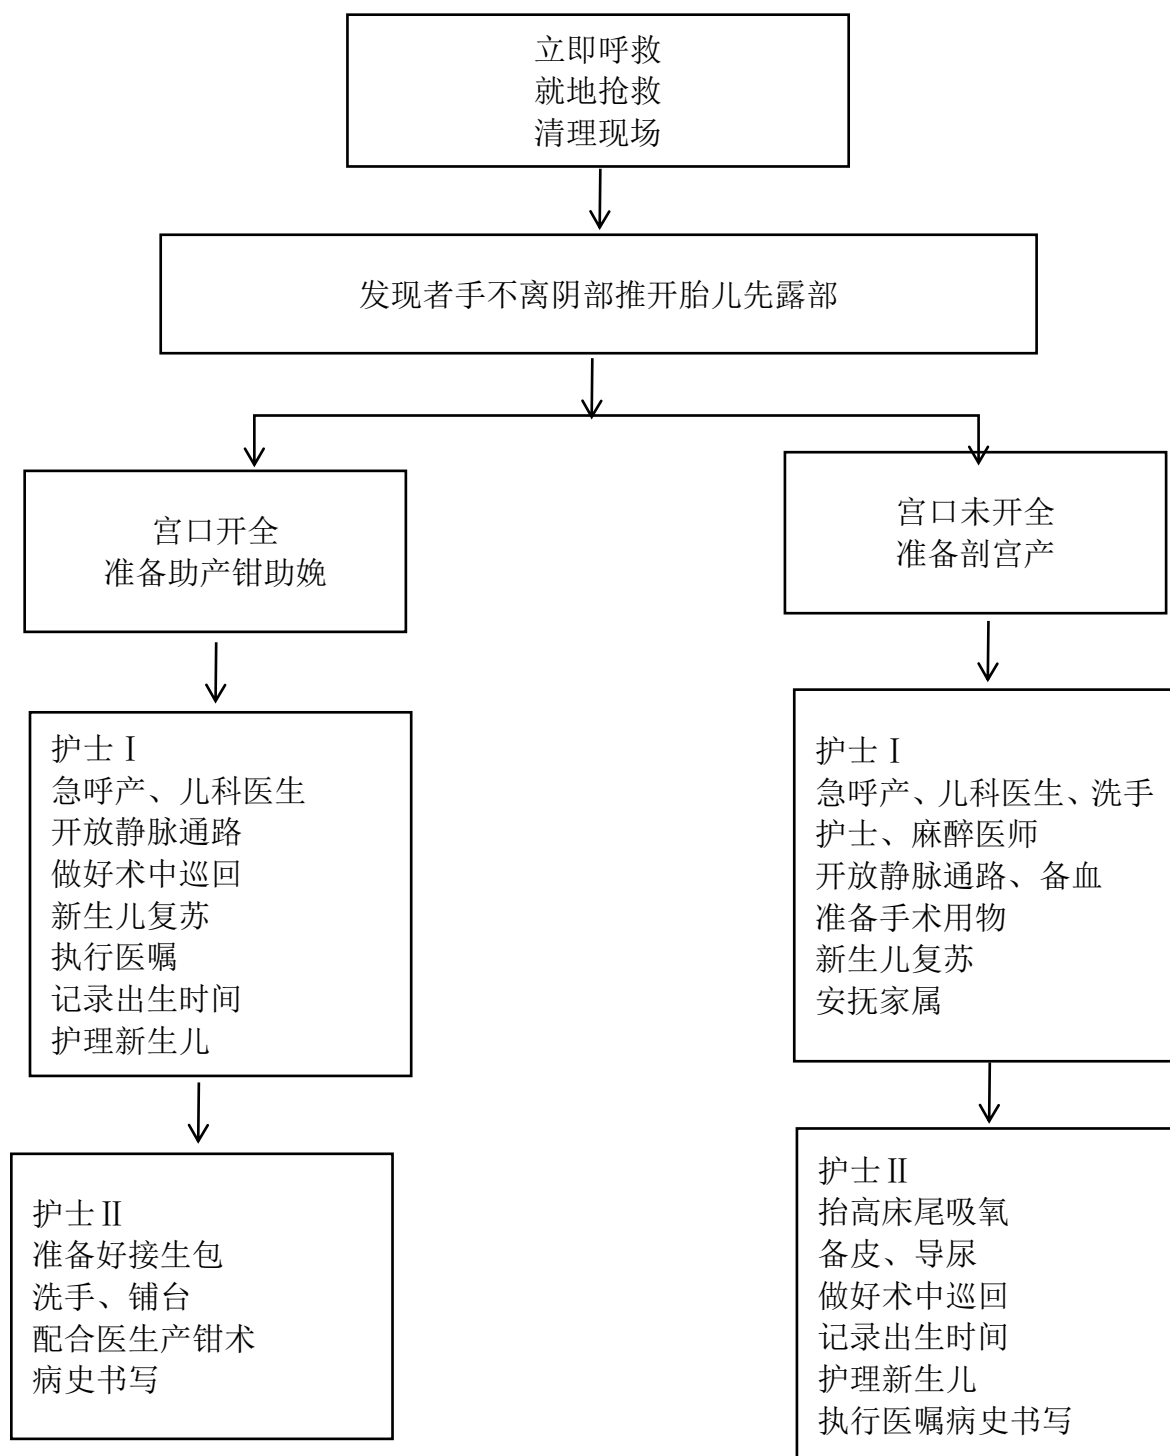 立即呼救
就地抢救
清理现场
发现者手不离阴部推开胎儿先露部
宫口开全
准备助产钳助娩
宫口未开全
准备剖宫产
护士Ⅰ
急呼产、儿科医生
开放静脉通路
做好术中巡回
新生儿复苏
执行医嘱
记录出生时间
护理新生儿
护士Ⅰ
急呼产、儿科医生、洗手
护士、麻醉医师
开放静脉通路、备血
准备手术用物
新生儿复苏
安抚家属
护士Ⅱ
准备好接生包
洗手、铺台
配合医生产钳术
病史书写
护士Ⅱ
抬高床尾吸氧
备皮、导尿
做好术中巡回
记录出生时间
护理新生儿
执行医嘱病史书写